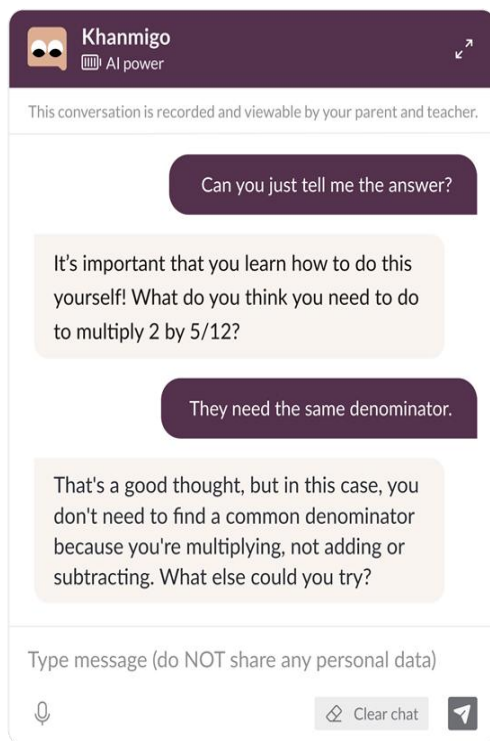 Khanmigo
AI power
This conversation is recorded and viewable by your parent and teacher.
Can you just tell me the answer?
It's important that you learn how to do this
yourself! What do you think you need to do
to multiply 2 by 5/12?
They need the same denominator.
That's a good thought, but in this case, you
don't need to find a common denominator
because you're multiplying, not adding or
subtracting. What else could you try?
Type message (do NOT share any personal data)
Clear chat